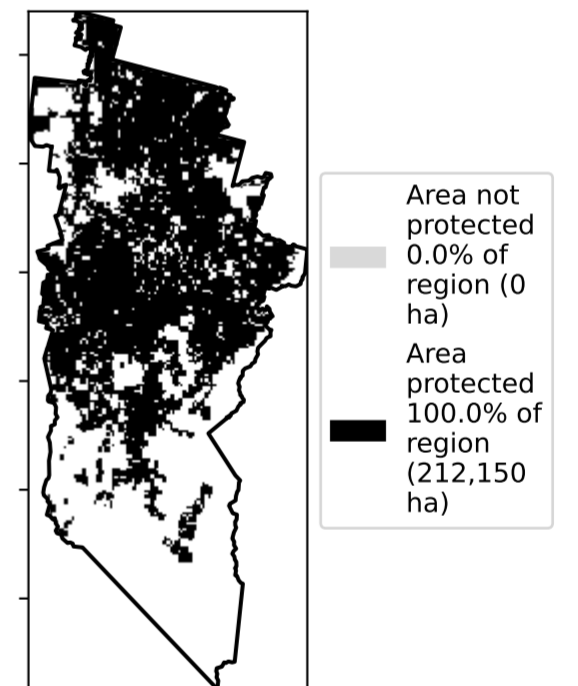 Area not
protected
0.0% of
region (0
ha)
Area
protected
100.0% of
region
(212,150
ha)